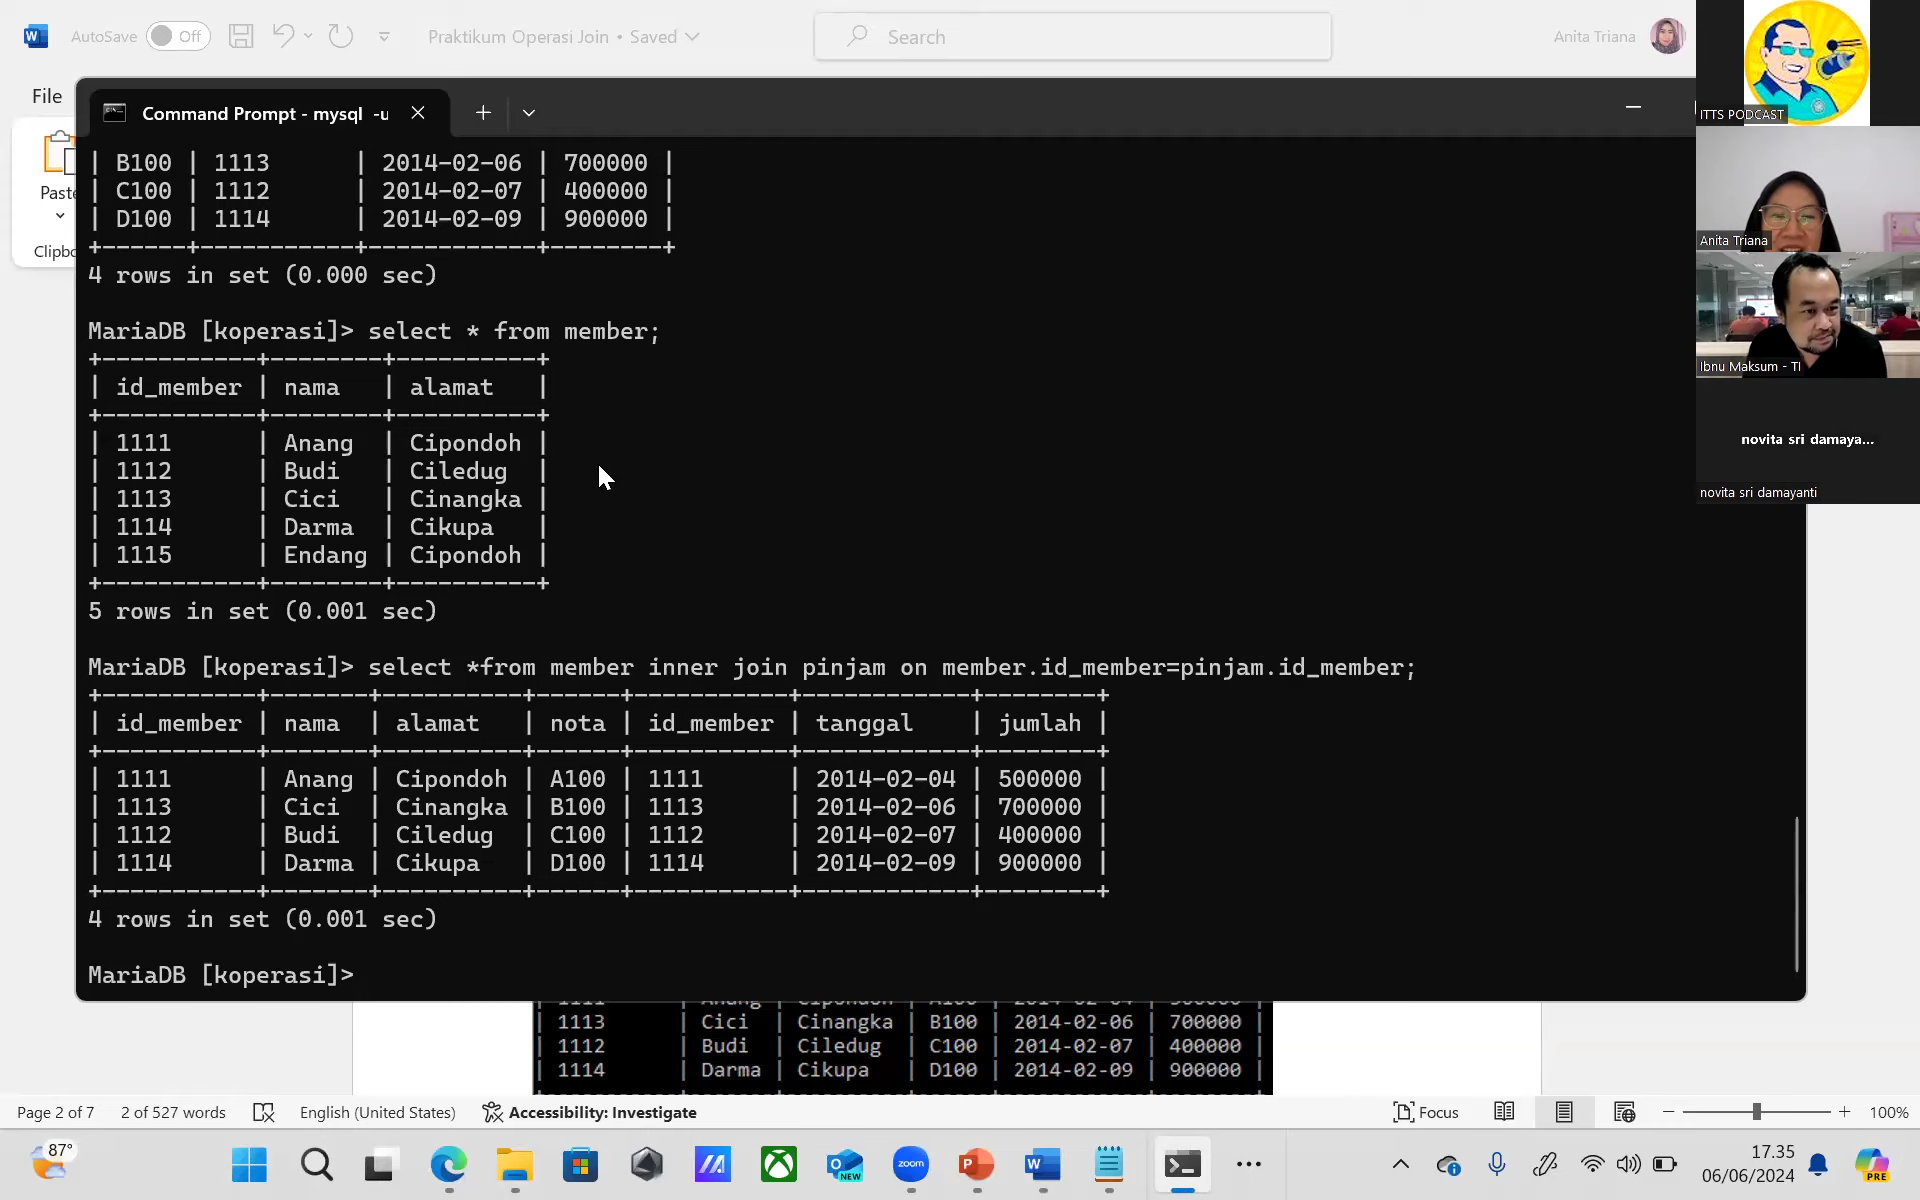 AutoSave Off Praktikum Operasi Join • Saved Search Anita Triana
File
Command Prompt - mysql -u
ITTS PODCAST
Paste
Clipbo
| B100 | 1113 | 2014-02-06 | 700000 |
| C100 | 1112 | 2014-02-07 | 400000 |
| D100 | 1114 | 2014-02-09 | 900000 |
+------+-----------+------------+--------+
4 rows in set (0.000 sec)
Anita Triana
MariaDB [koperasi]> select * from member;
+-----------+--------+----------+
| id_member | nama | alamat |
+-----------+--------+----------+
| 1111 | Anang | Cipondoh |
| 1112 | Budi | Ciledug |
| 1113 | Cici | Cinangka |
| 1114 | Darma | Cikupa |
| 1115 | Endang | Cipondoh |
+-----------+--------+----------+
5 rows in set (0.001 sec)
Ibnu Maksum - TI
novita sri damaya...
novita sri damayanti
MariaDB [koperasi]> select *from member inner join pinjam on member.id_member=pinjam.id_member;
+-----------+-------+----------+------+-----------+------------+--------+
| id_member | nama | alamat | nota | id_member | tanggal | jumlah |
+-----------+-------+----------+------+-----------+------------+--------+
| 1111 | Anang | Cipondoh | A100 | 1111 | 2014-02-04 | 500000 |
| 1113 | Cici | Cinangka | B100 | 1113 | 2014-02-06 | 700000 |
| 1112 | Budi | Ciledug | C100 | 1112 | 2014-02-07 | 400000 |
| 1114 | Darma | Cikupa | D100 | 1114 | 2014-02-09 | 900000 |
+-----------+-------+----------+------+-----------+------------+--------+
4 rows in set (0.001 sec)
MariaDB [koperasi]>
| 1113 | Cici | Cinangka | B100 | 2014-02-06 | 700000 |
| 1112 | Budi | Ciledug | C100 | 2014-02-07 | 400000 |
| 1114 | Darma | Cikupa | D100 | 2014-02-09 | 900000 |
Page 2 of 7 2 of 527 words English (United States) Accessibility: Investigate Focus 100%
87° NEW zoom 17.35 PRE
06/06/2024